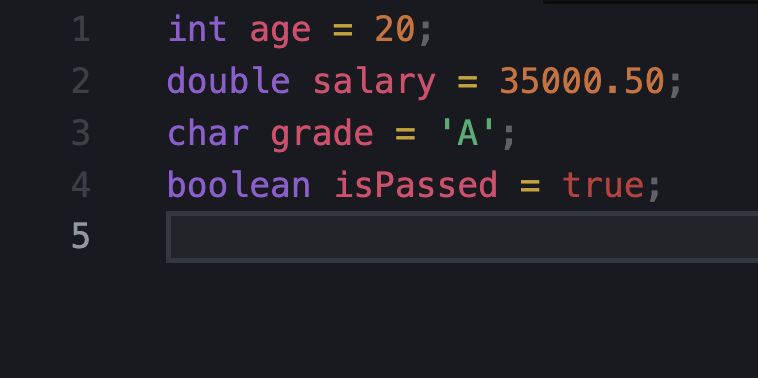 1 int age = 20;
2 double salary = 35000.50;
3 char grade = 'A';
4 boolean isPassed = true;
5